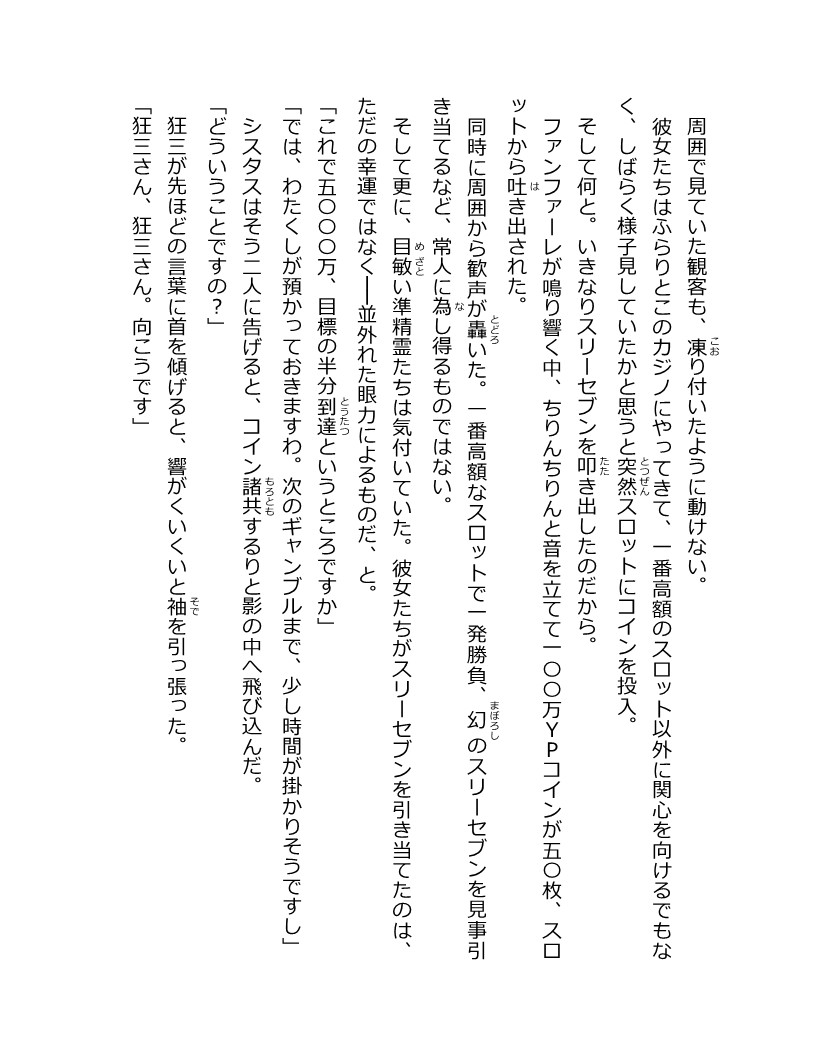 周囲で見ていた観客も、凍り付いたように動けない。
彼女たちはふらりとこのカジノにやってきて、一番高額のスロット以外に関心を向けるでもな
く、しばらく様子見していたかと思うと突然スロットにコインを投入。
そして何と。いきなりスリーセブンを叩き出したのだから。
ファンファーレが鳴り響く中、ちりんちりんと音を立てて一〇〇万ＹＰコインが五〇枚、スロ
ットから吐き出された。
同時に周囲から歓声が轟いた。一番高額なスロットで一発勝負、幻のスリーセブンを見事引
き当てるなど、常人に為し得るものではない。
そして更に、目敏い準精霊たちは気付いていた。彼女たちがスリーセブンを引き当てたのは、
ただの幸運ではなく──並外れた眼力によるものだ、と。
「これで五〇〇〇万、目標の半分到達というところですか」
「では、わたくしが預かっておきますわ。次のギャンブルまで、少し時間が掛かりそうですし」
シスタスはそう二人に告げると、コイン諸共するりと影の中へ飛び込んだ。
「どういうことですの？」
狂三が先ほどの言葉に首を傾げると、響がくいくいと袖を引っ張った。
「狂三さん、狂三さん。向こうです」